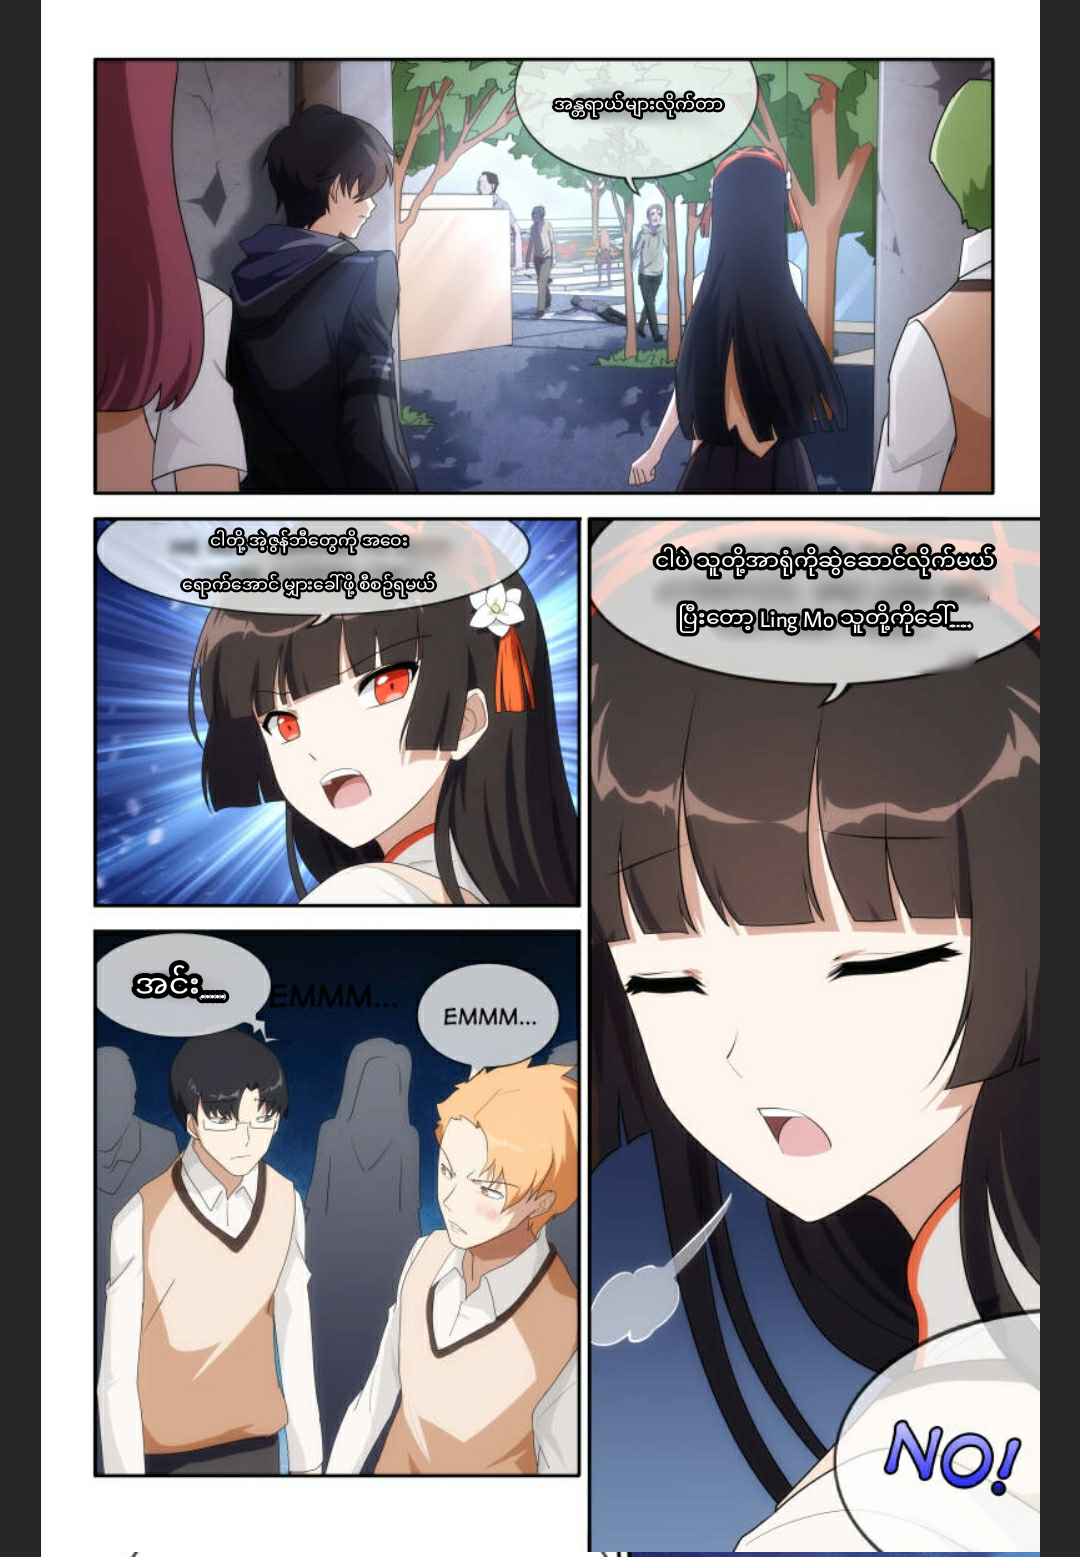 အန္တရာယ်များလိုက်တာ
ငါတို့အဲ့ဇွန်ဘီတွေကို အဝေး
ရောက်အောင် မျှားခေါ်ဖို့ စီစဉ်ရမယ်
ငါပဲ သူတို့အာရုံကိုဆွဲဆောင်လိုက်မယ်
ပြီးတော့ Ling Mo သူတို့ကိုခေါ်....
အင်း....
EMMM...
EMMM...
NO!